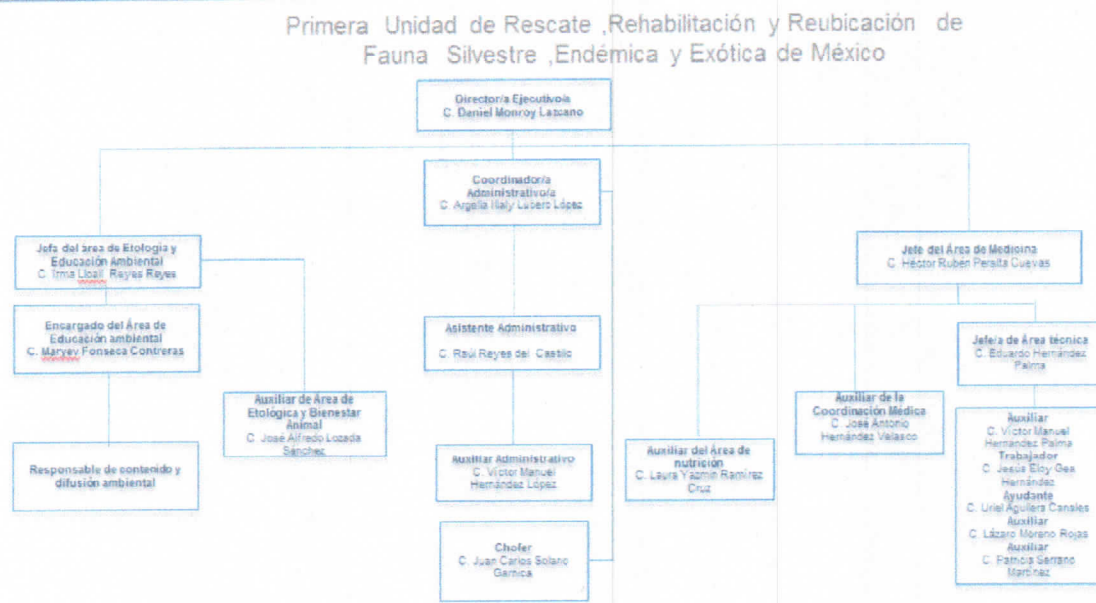 Primera Unidad de Rescate ,Rehabilitación y Reubicación de
Fauna Silvestre ,Endémica y Exótica de México
Director/a Ejecutivo/a
C. Daniel Monroy Lazcano
Coordinador/a
Administrativo/a
C. Argelia Lucero López
Jefa del área de Etología y
Educación Ambiental
C. Irma Reyes Reyes
Jefe del Área de Medicina
C. Héctor Rubén Peralta Cuevas
Encargado del Área de
Educación ambiental
C. Maryev Fonseca Contreras
Asistente Administrativo
C. Raúl Reyes del Castillo
Jefe/a de Área técnica
C. Eduardo Hernández
Palma
Auxiliar de Area de
Etológica y Bienestar
Animal
C. José Alfredo Lozada
Sánchez
Auxiliar de la
Coordinación Médica
C. José Antonio
Hernández Velasco
Responsable de contenido y
difusión ambiental
Auxiliar Administrativo
C. Víctor Manuel
Hernández López
Auxiliar del Área de
nutrición
C. Laura Yazmin Ramírez
Cruz
Auxiliar
C. Víctor Manuel
Hernández Palma
Trabajador
C. Jesús Eloy Gea
Hernández
Ayudante
C. Uriel Aguilera Canales
Auxiliar
C. Lázaro Moreno Rojas
Auxiliar
C. Patricia Serrano
Martínez
Chofer
C. Juan Carlos Solano
Garnica